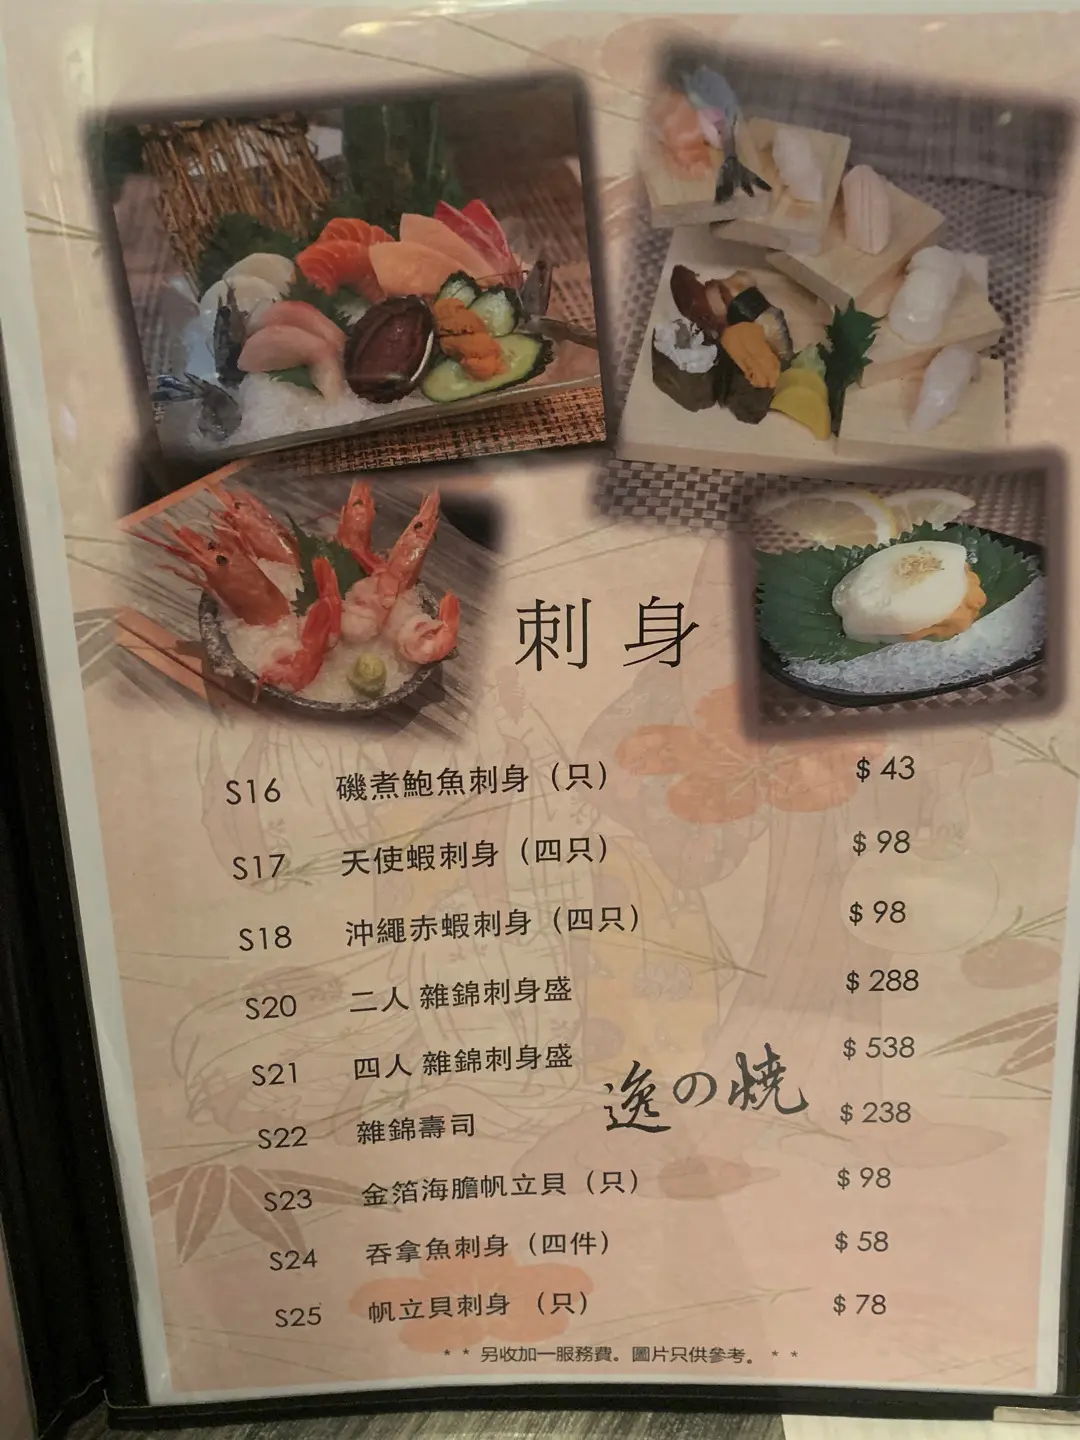 刺身
S16 磯煮鮑魚刺身（只） $ 43
S17 天使蝦刺身（四只） $ 98
S18 沖繩赤蝦刺身（四只） $ 98
S20 二人 雜錦刺身盛 $ 288
S21 四人 雜錦刺身盛 $ 538
逸の燒
S22 雜錦壽司 $ 238
S23 金箔海膽帆立貝（只） $ 98
S24 吞拿魚刺身（四件） $ 58
S25 帆立貝刺身 （只） $ 78
* * 另收加一服務費。圖片只供參考。 * *